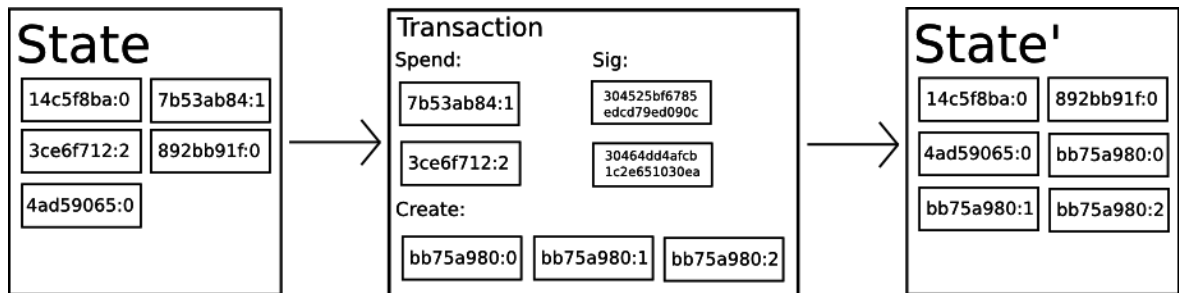 State
14c5f8ba:0 7b53ab84:1
3ce6f712:2 892bb91f:0
4ad59065:0
Transaction
Spend: Sig:
7b53ab84:1
304525bf6785
edcd79ed090c
3ce6f712:2
30464dd4afcb
1c2e651030ea
Create:
bb75a980:0 bb75a980:1 bb75a980:2
State'
14c5f8ba:0 892bb91f:0
4ad59065:0 bb75a980:0
bb75a980:1 bb75a980:2